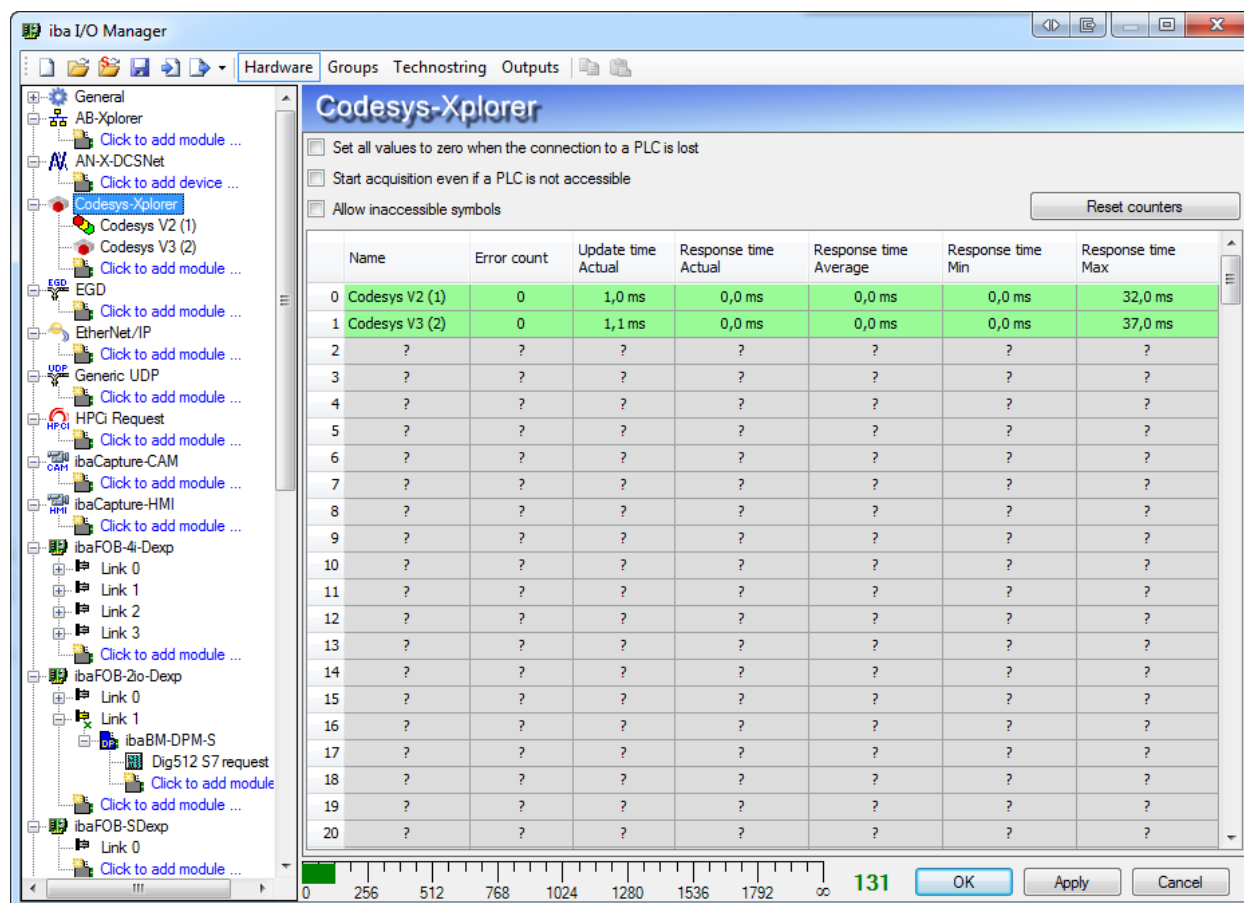 iba I/O Manager
Hardware Groups Technostring Outputs
General
AB-Xplorer
Click to add module ...
AN-X-DCSNet
Click to add device ...
Codesys-Xplorer
Codesys V2 (1)
Codesys V3 (2)
Click to add module ...
EGD
EGD
Click to add module ...
EtherNet/IP
Click to add module ...
UDP
Generic UDP
Click to add module ...
HPCi Request
HPCI
Click to add module ...
ibaCapture-CAM
CAM
Click to add module ...
ibaCapture-HMI
HMI
Click to add module ...
ibaFOB-4i-Dexp
Link 0
Link 1
Link 2
Link 3
Click to add module ...
ibaFOB-2io-Dexp
Link 0
Link 1
DP ibaBM-DPM-S
Dig512 S7 request
Click to add module
Click to add module ...
ibaFOB-SDexp
Link 0
Click to add module ...
Codesys-Xplorer
Set all values to zero when the connection to a PLC is lost
Start acquisition even if a PLC is not accessible
Allow inaccessible symbols
Reset counters
Name Error count Update time Actual Response time Actual Response time Average Response time Min Response time Max
0 Codesys V2 (1) 0 1,0 ms 0,0 ms 0,0 ms 0,0 ms 32,0 ms
1 Codesys V3 (2) 0 1,1 ms 0,0 ms 0,0 ms 0,0 ms 37,0 ms
2 ? ? ? ? ? ? ?
3 ? ? ? ? ? ? ?
4 ? ? ? ? ? ? ?
5 ? ? ? ? ? ? ?
6 ? ? ? ? ? ? ?
7 ? ? ? ? ? ? ?
8 ? ? ? ? ? ? ?
9 ? ? ? ? ? ? ?
10 ? ? ? ? ? ? ?
11 ? ? ? ? ? ? ?
12 ? ? ? ? ? ? ?
13 ? ? ? ? ? ? ?
14 ? ? ? ? ? ? ?
15 ? ? ? ? ? ? ?
16 ? ? ? ? ? ? ?
17 ? ? ? ? ? ? ?
18 ? ? ? ? ? ? ?
19 ? ? ? ? ? ? ?
20 ? ? ? ? ? ? ?
0 256 512 768 1024 1280 1536 1792 ∞
131
OK Apply Cancel